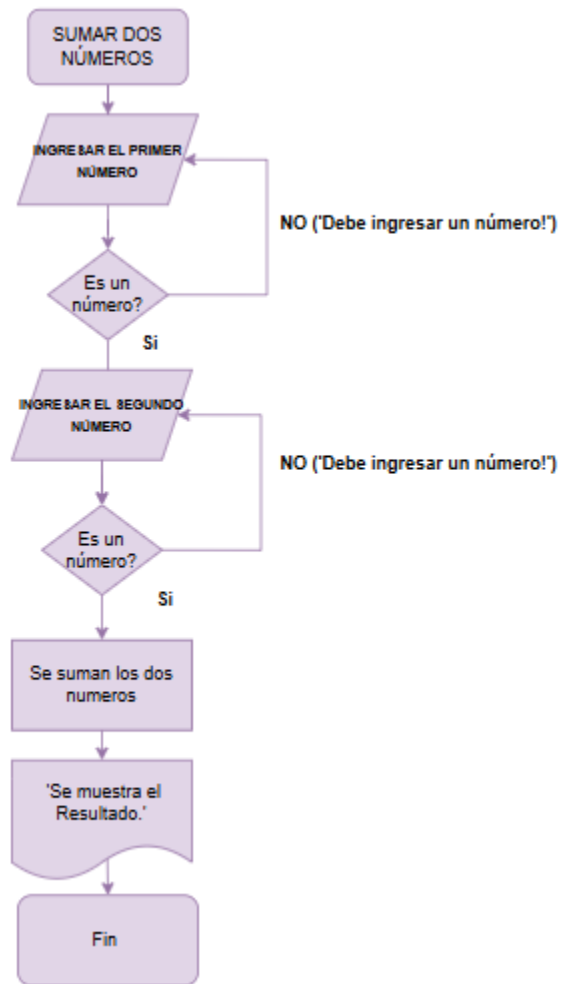 SUMAR DOS
NÚMEROS
INGRESAR EL PRIMER
NÚMERO
NO ("Debe ingresar un número!")
Es un
número?
Si
INGRESAR EL SEGUNDO
NÚMERO
NO ("Debe ingresar un número!")
Es un
número?
Si
Se suman los dos
numeros
'Se muestra el
Resultado.'
Fin